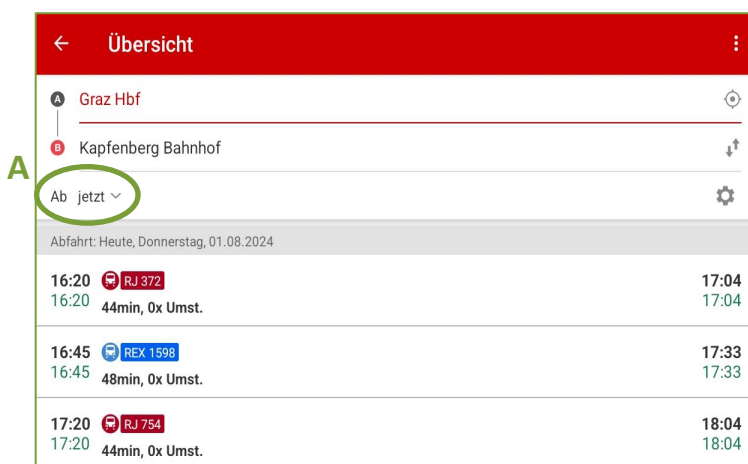 Übersicht
A Graz Hbf
B Kapfenberg Bahnhof
A
Ab jetzt
Abfahrt: Heute, Donnerstag, 01.08.2024
16:20 RJ 372 17:04
16:20 44min, 0x Umst. 17:04
16:45 REX 1598 17:33
16:45 48min, 0x Umst. 17:33
17:20 RJ 754 18:04
17:20 44min, 0x Umst. 18:04